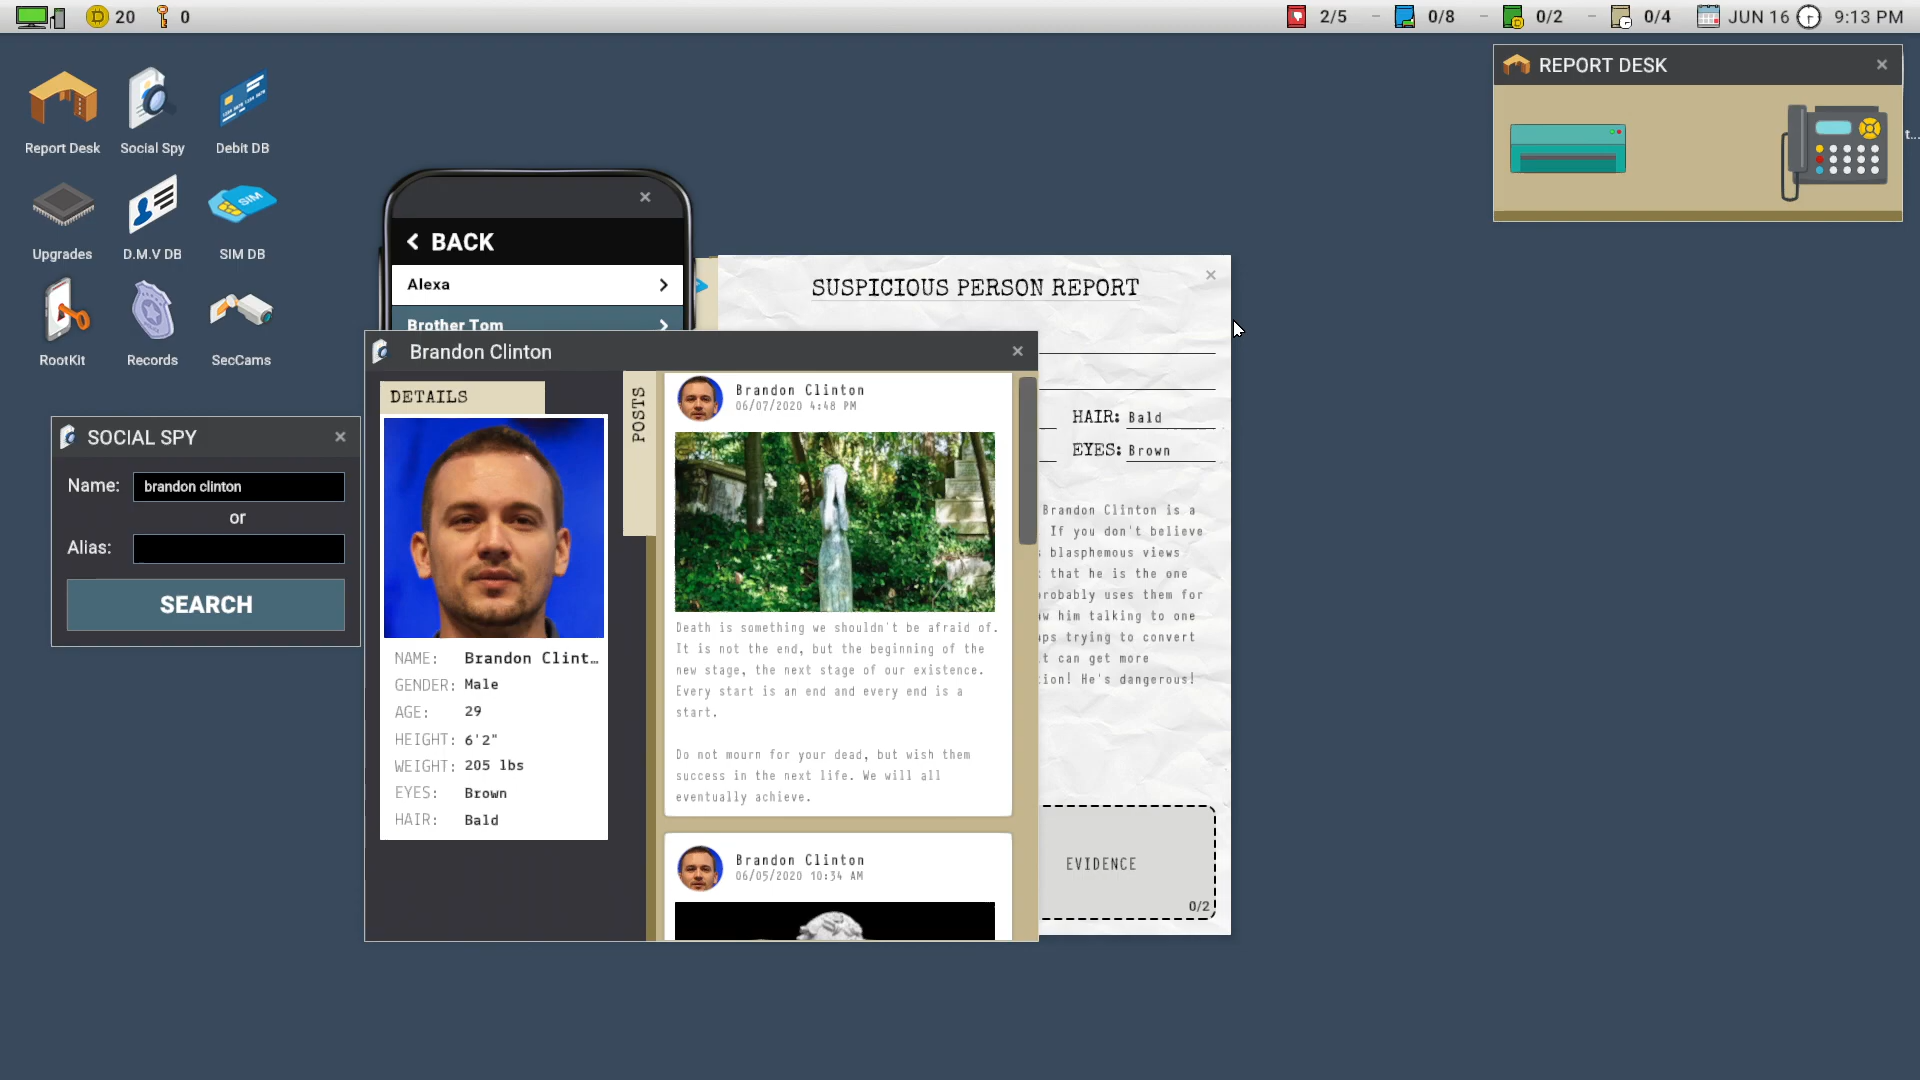 20
0
2/5
0/8
0/2
0/4
JUN 16
9:13 PM
Report Desk
Social Spy
Debit DB
Upgrades
D.M.V DB
SIM DB
RootKit
Records
SecCams
REPORT DESK
BACK
Alexa
Brother Tom
SUSPICIOUS PERSON REPORT
HAIR: Bald
EYES: Brown
Brandon Clinton is a
If you don't believe
blasphemous views
that he is the one
probably uses them for
him talking to one
trying to convert
can get more
He's dangerous!
EVIDENCE
0/2
SOCIAL SPY
Name: brandon clinton
or
Alias:
SEARCH
Brandon Clinton
DETAILS
NAME: Brandon Clint…
GENDER: Male
AGE: 29
HEIGHT: 6'2"
WEIGHT: 205 lbs
EYES: Brown
HAIR: Bald
POSTS
Brandon Clinton
06/07/2020 4:48 PM
Death is something we shouldn't be afraid of.
It is not the end, but the beginning of the
new stage, the next stage of our existence.
Every start is an end and every end is a
start.
Do not mourn for your dead, but wish them
success in the next life. We will all
eventually achieve.
Brandon Clinton
06/05/2020 10:34 AM